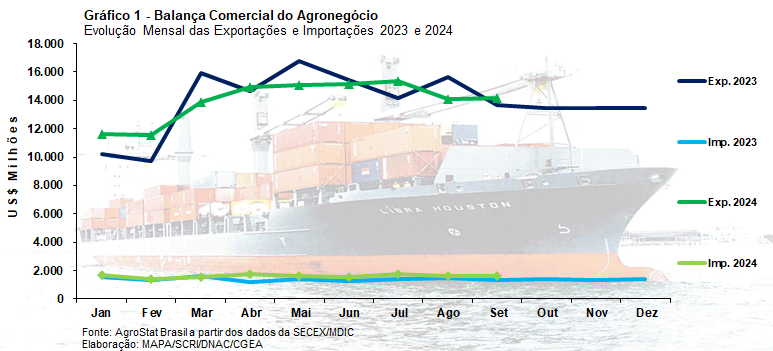 Gráfico 1 - Balança Comercial do Agronegócio
Evolução Mensal das Exportações e Importações 2023 e 2024
US$ Milhões
18.000
16.000
14.000
12.000
10.000
8.000
6.000
4.000
2.000
0
Jan Fev Mar Abr Mai Jun Jul Ago Set Out Nov Dez
Exp. 2023
Imp. 2023
Exp. 2024
Imp. 2024
LIBRA HOUSTON
Fonte: AgroStat Brasil a partir dos dados da SECEX/MDIC
Elaboração: MAPA/SCRI/DNAC/CGEA